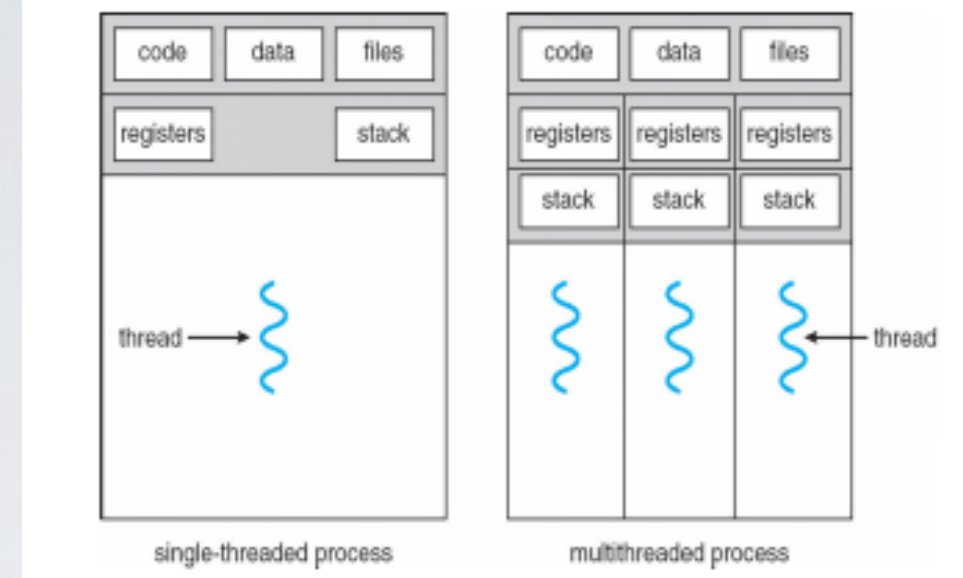 code data files code data files
registers stack registers registers registers
stack stack stack
thread thread
single-threaded process multithreaded process